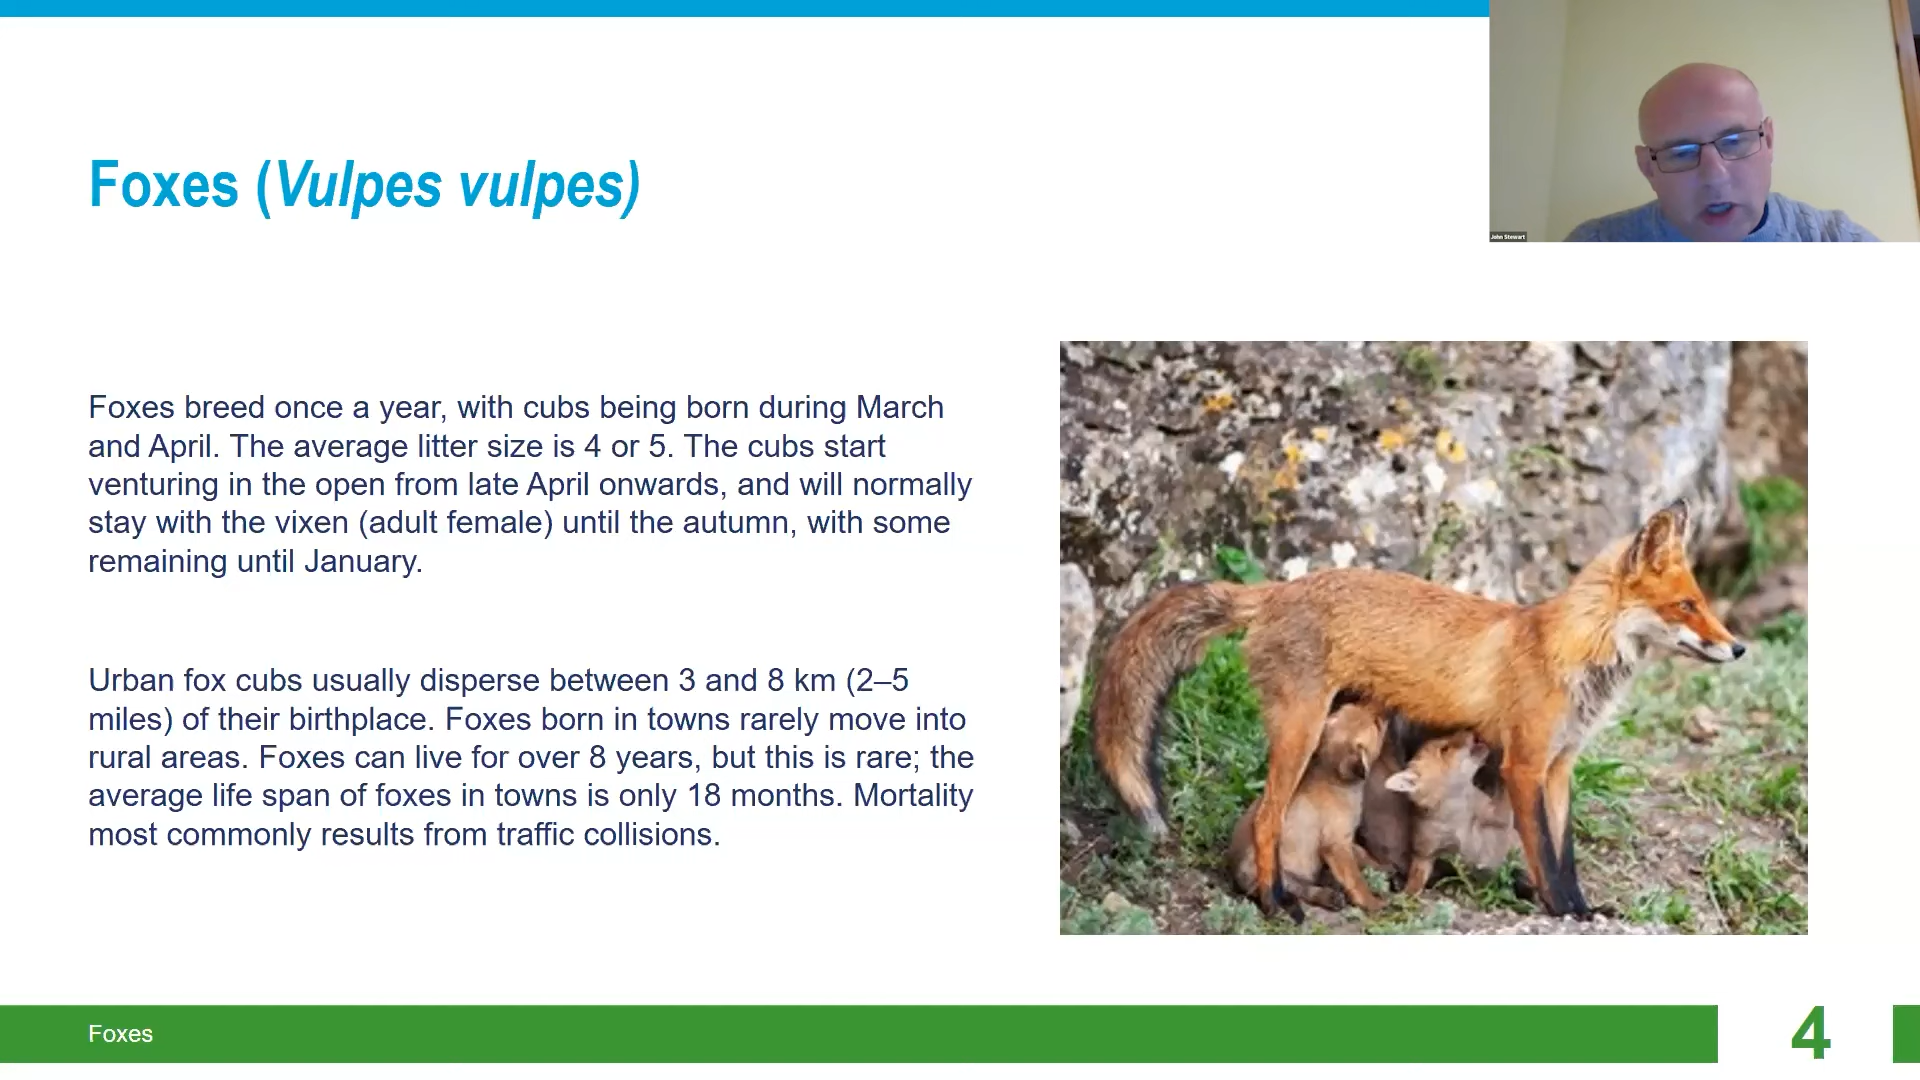 Foxes (Vulpes vulpes)
John Stewart
Foxes breed once a year, with cubs being born during March
and April. The average litter size is 4 or 5. The cubs start
venturing in the open from late April onwards, and will normally
stay with the vixen (adult female) until the autumn, with some
remaining until January.
Urban fox cubs usually disperse between 3 and 8 km (2–5
miles) of their birthplace. Foxes born in towns rarely move into
rural areas. Foxes can live for over 8 years, but this is rare; the
average life span of foxes in towns is only 18 months. Mortality
most commonly results from traffic collisions.
Foxes
4